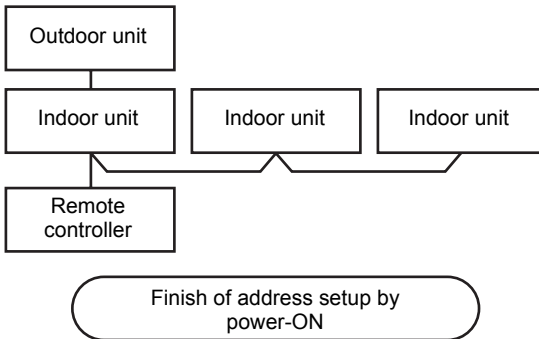 Outdoor unit
Indoor unit
Indoor unit
Indoor unit
Remote
controller
Finish of address setup by
power-ON